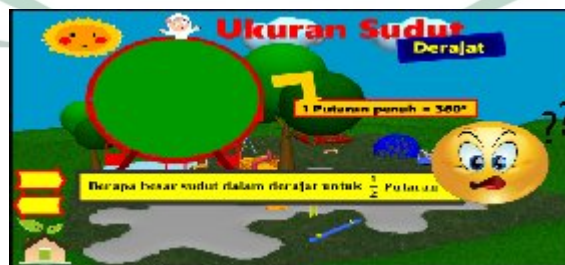 Ukuran Sudut
Derajat
1 Putaran penuh = 360°
Berapa besar sudut dalam derajat untuk 1/2 Putaran
??